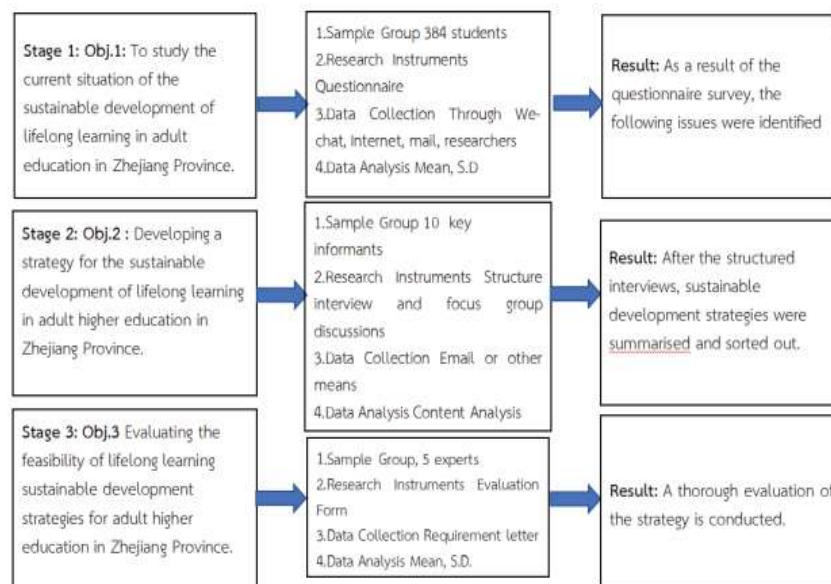 Stage 1: Obj.1: To study the
current situation of the
sustainable development of
lifelong learning in adult
education in Zhejiang Province.
1.Sample Group 384 students
2.Research Instruments
Questionnaire
3.Data Collection Through We-
chat, Internet, mail, researchers
4.Data Analysis Mean, S.D
Result: As a result of the
questionnaire survey, the
following issues were identified
Stage 2: Obj.2 : Developing a
strategy for the sustainable
development of lifelong learning
in adult higher education in
Zhejiang Province.
1.Sample Group 10 key
informants
2.Research Instruments Structure
interview and focus group
discussions
3.Data Collection Email or other
means
4.Data Analysis Content Analysis
Result: After the structured
interviews, sustainable
development strategies were
summarised and sorted out.
Stage 3: Obj.3 Evaluating the
feasibility of lifelong learning
sustainable development
strategies for adult higher
education in Zhejiang Province.
1.Sample Group, 5 experts
2.Research Instruments Evaluation
Form
3.Data Collection Requirement letter
4.Data Analysis Mean, S.D.
Result: A thorough evaluation of
the strategy is conducted.